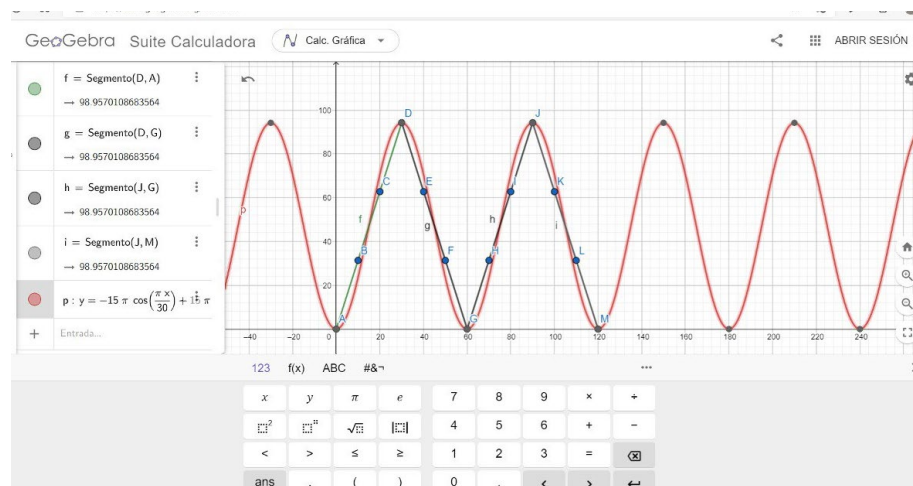 GeoGebra Suite Calculadora Calc. Gráfica ABRIR SESIÓN
f = Segmento(D, A)
→ 98.9570108683564
g = Segmento(D, G)
→ 98.9570108683564
h = Segmento(J, G)
→ 98.9570108683564
i = Segmento(J, M)
→ 98.9570108683564
p : y = −15 π cos(π x/30) + 15 π
+ Entrada...
100
80
60
40
20
−40 −20 0 20 40 60 80 100 120 140 160 180 200 220 240
p
A
B
C
D
E
F
G
H
I
J
K
L
M
f
g
h
i
123 f(x) ABC #&¬
x y π e 7 8 9 × ÷
4 5 6 + −
< > ≤ ≥ 1 2 3 =
ans , ( ) 0 . < >